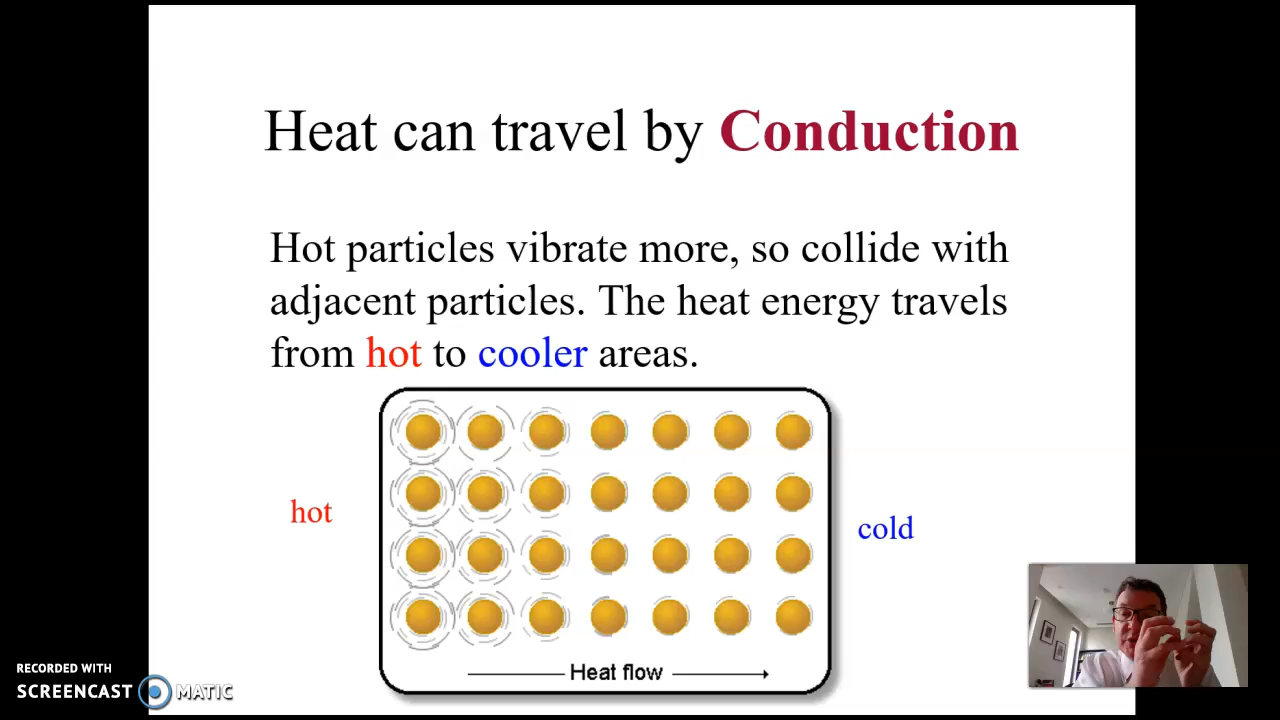 Heat can travel by Conduction
Hot particles vibrate more, so collide with
adjacent particles. The heat energy travels
from hot to cooler areas.
hot
cold
Heat flow
RECORDED WITH
SCREENCAST MATIC